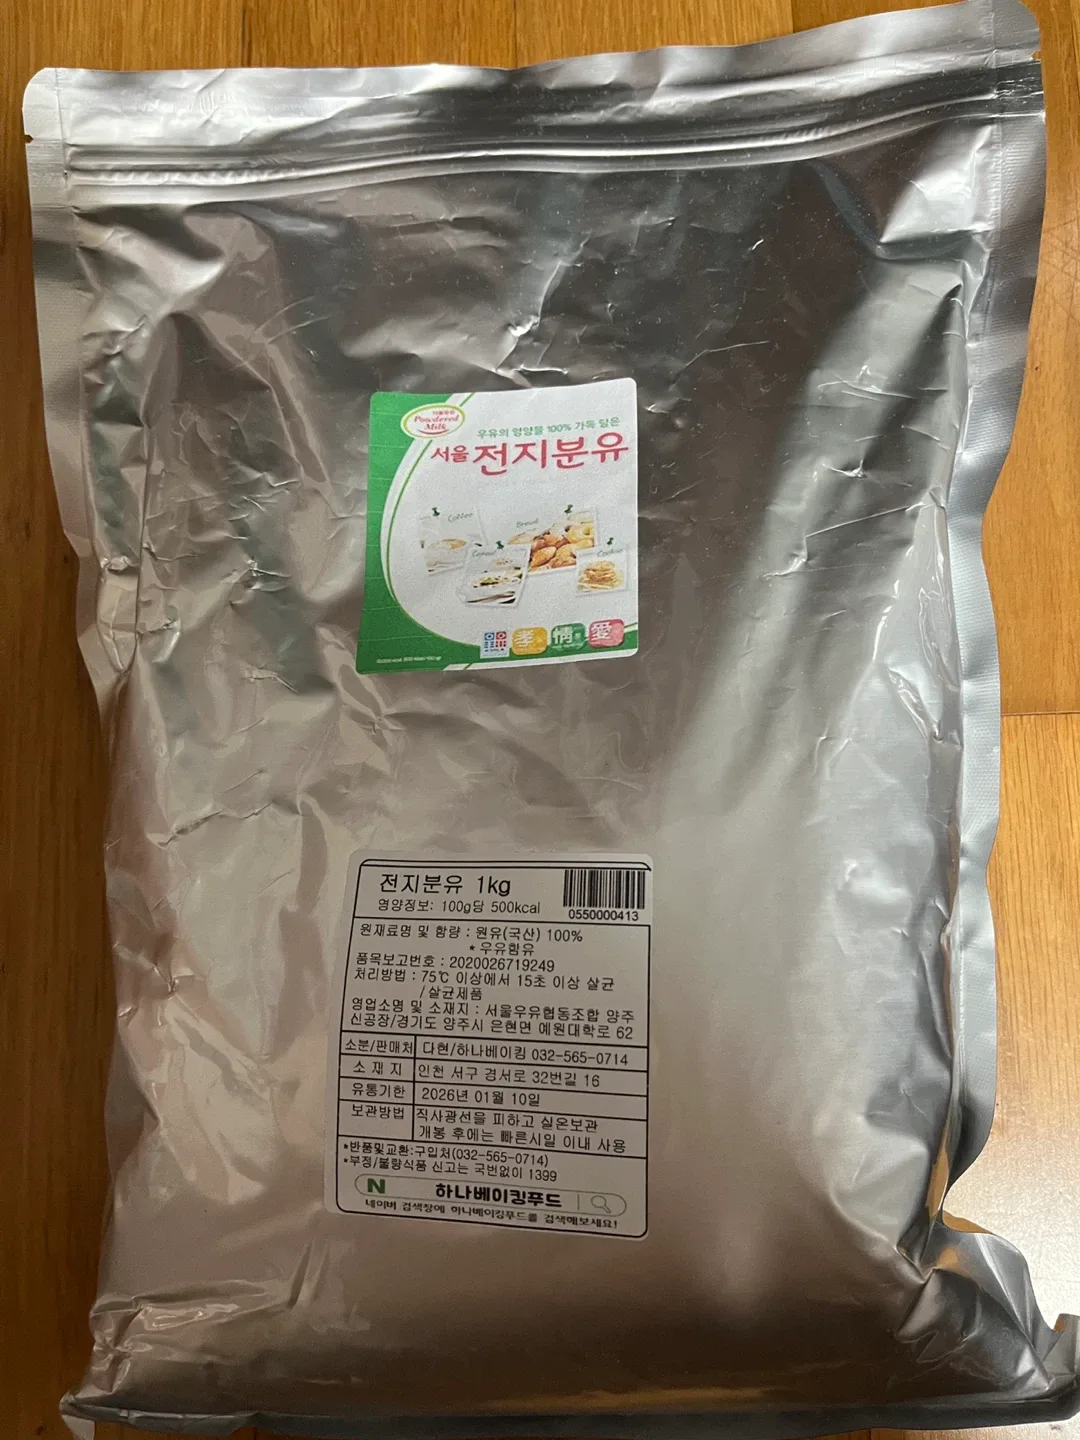 서울우유
Powdered
Milk
우유의 영양을 100% 가득 담은
서울 전지분유
Coffee
Bread
Cereal
Cookie
孝
情
愛
전지분유 1kg
영양정보: 100g당 500kcal
0550000413
원재료명 및 함량 : 원유(국산) 100%
* 우유함유
품목보고번호 : 2020026719249
처리방법 : 75℃ 이상에서 15초 이상 살균
/살균제품
영업소명 및 소재지 : 서울우유협동조합 양주
신공장/경기도 양주시 은현면 예원대학로 62
소분/판매처 다현/하나베이킹 032-565-0714
소 재 지 인천 서구 경서로 32번길 16
유통기한 2026년 01월 10일
보관방법 직사광선을 피하고 실온보관
개봉 후에는 빠른시일 이내 사용
*반품및교환:구입처(032-565-0714)
*부정/불량식품 신고는 국번없이 1399
N 하나베이킹푸드
네이버 검색창에 하나베이킹푸드를 검색해보세요!